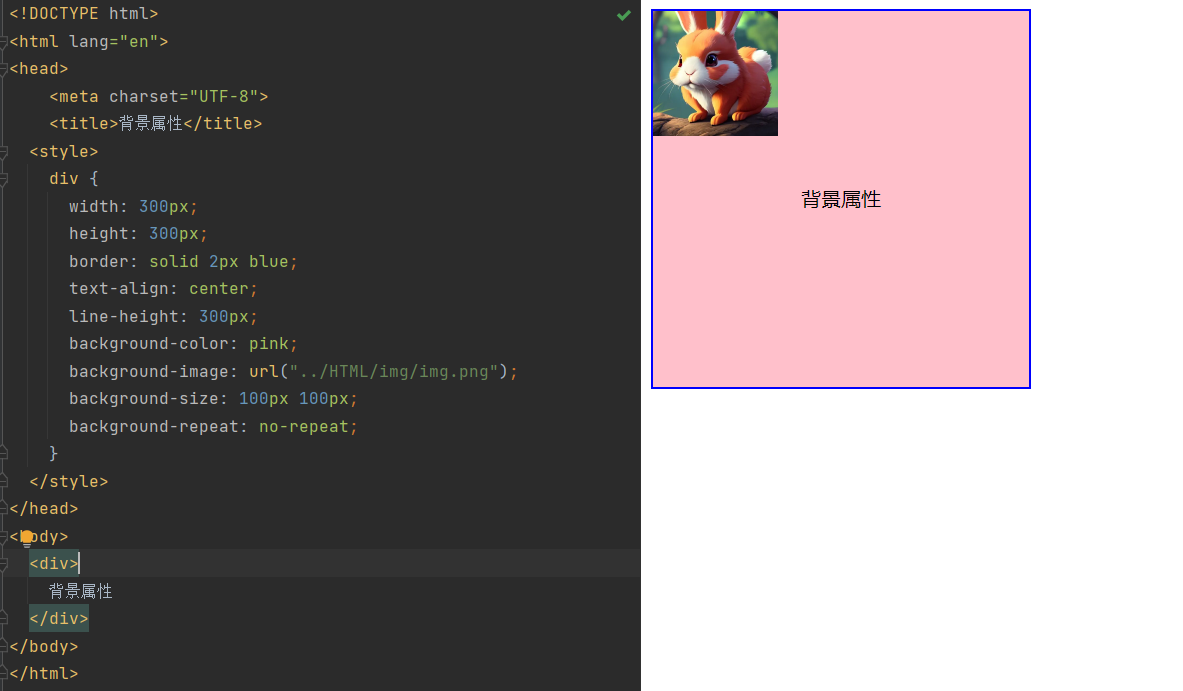 <!DOCTYPE html>
<html lang="en">
<head>
    <meta charset="UTF-8">
    <title>背景属性</title>
  <style>
    div {
      width: 300px;
      height: 300px;
      border: solid 2px blue;
      text-align: center;
      line-height: 300px;
      background-color: pink;
      background-image: url("../HTML/img/img.png");
      background-size: 100px 100px;
      background-repeat: no-repeat;
    }
  </style>
</head>
<body>
  <div>
    背景属性
  </div>
</body>
</html>
背景属性